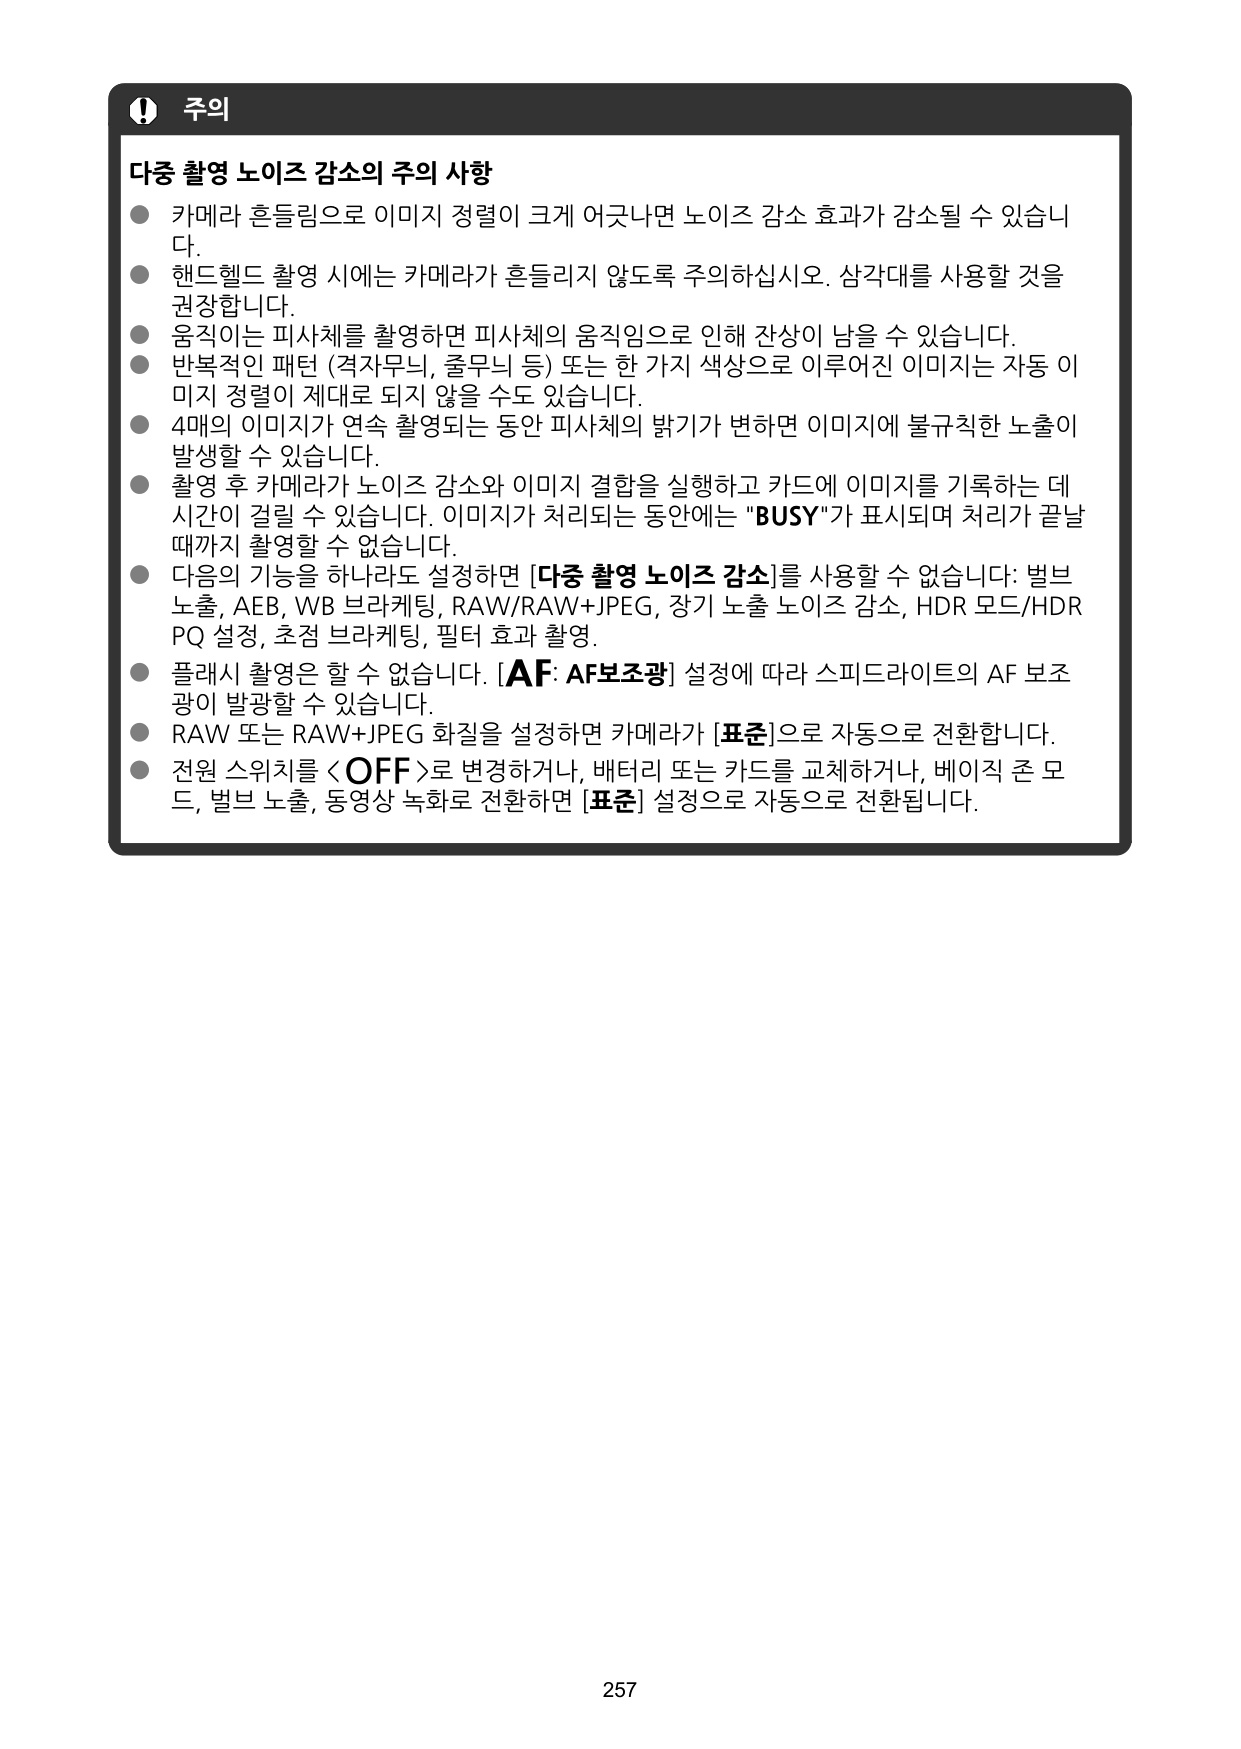 주의
다중 촬영 노이즈 감소의 주의 사항
● 카메라 흔들림으로 이미지 정렬이 크게 어긋나면 노이즈 감소 효과가 감소될 수 있습니
다.
● 핸드헬드 촬영 시에는 카메라가 흔들리지 않도록 주의하십시오. 삼각대를 사용할 것을
권장합니다.
● 움직이는 피사체를 촬영하면 피사체의 움직임으로 인해 잔상이 남을 수 있습니다.
● 반복적인 패턴 (격자무늬, 줄무늬 등) 또는 한 가지 색상으로 이루어진 이미지는 자동 이
미지 정렬이 제대로 되지 않을 수도 있습니다.
● 4매의 이미지가 연속 촬영되는 동안 피사체의 밝기가 변하면 이미지에 불규칙한 노출이
발생할 수 있습니다.
● 촬영 후 카메라가 노이즈 감소와 이미지 결합을 실행하고 카드에 이미지를 기록하는 데
시간이 걸릴 수 있습니다. 이미지가 처리되는 동안에는 "BUSY"가 표시되며 처리가 끝날
때까지 촬영할 수 없습니다.
● 다음의 기능을 하나라도 설정하면 [다중 촬영 노이즈 감소]를 사용할 수 없습니다: 벌브
노출, AEB, WB 브라케팅, RAW/RAW+JPEG, 장기 노출 노이즈 감소, HDR 모드/HDR
PQ 설정, 초점 브라케팅, 필터 효과 촬영.
● 플래시 촬영은 할 수 없습니다. [AF: AF보조광] 설정에 따라 스피드라이트의 AF 보조
광이 발광할 수 있습니다.
● RAW 또는 RAW+JPEG 화질을 설정하면 카메라가 [표준]으로 자동으로 전환합니다.
● 전원 스위치를 <OFF>로 변경하거나, 배터리 또는 카드를 교체하거나, 베이직 존 모
드, 벌브 노출, 동영상 녹화로 전환하면 [표준] 설정으로 자동으로 전환됩니다.
257